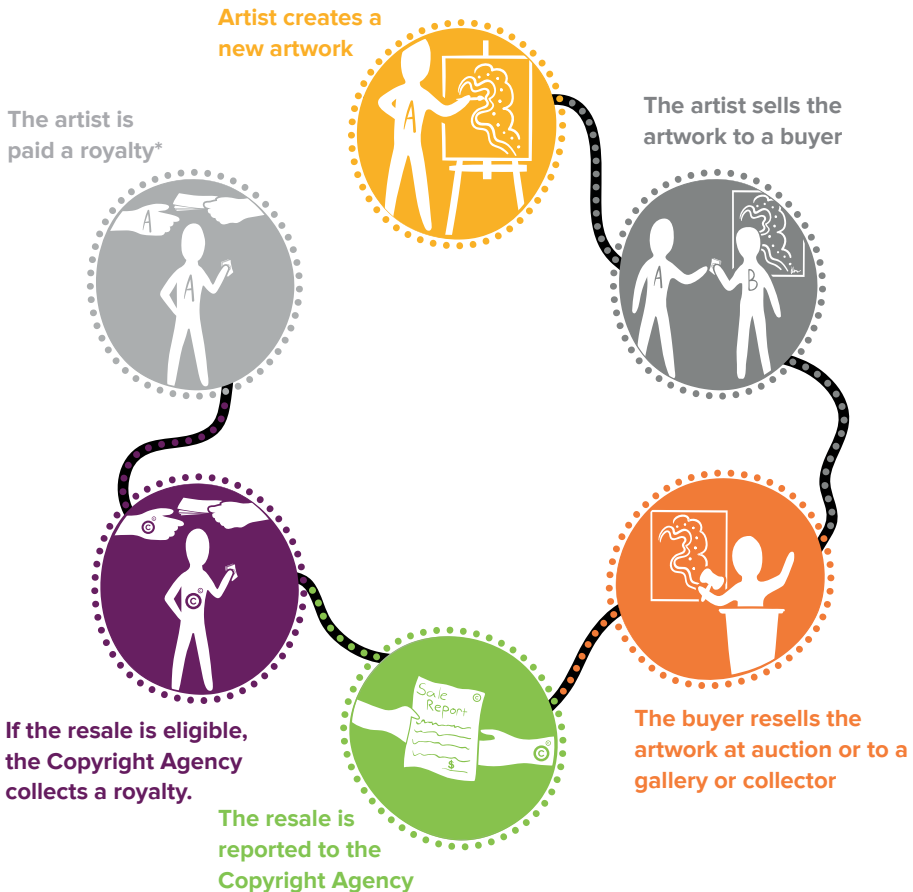 Artist creates a
new artwork
A
The artist sells the
artwork to a buyer
A
B
The buyer resells the
artwork at auction or to a
gallery or collector
Sale
Report
©
$
©
The resale is
reported to the
Copyright Agency
©
©
If the resale is eligible,
the Copyright Agency
collects a royalty.
The artist is
paid a royalty*
A
A